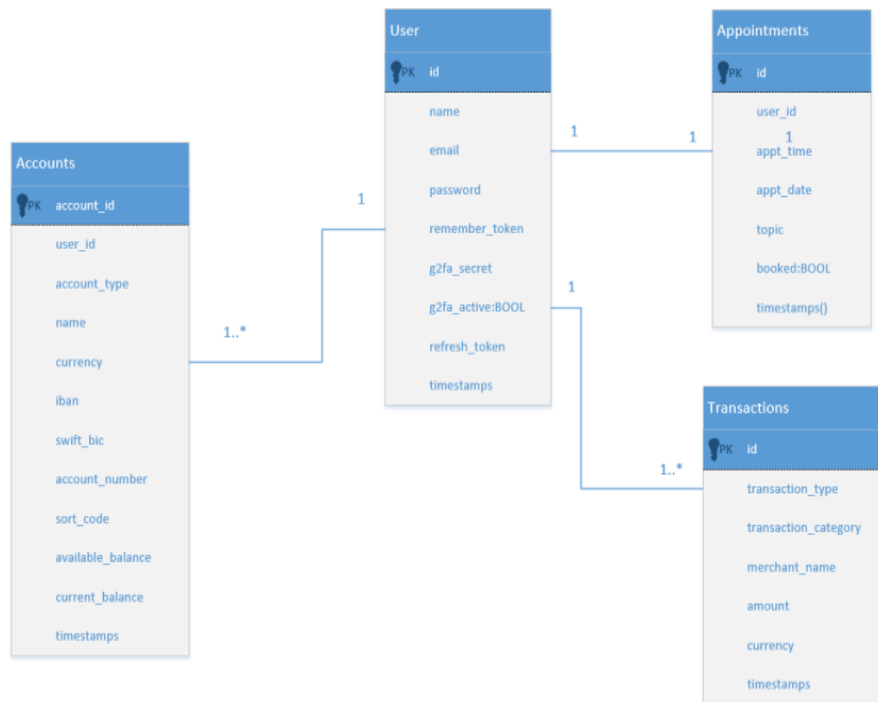 User
PK id
name
email
password
remember_token
g2fa_secret
g2fa_active:BOOL
refresh_token
timestamps
Appointments
PK id
user_id
appt_time
appt_date
topic
booked:BOOL
timestamps()
Accounts
PK account_id
user_id
account_type
name
currency
iban
swift_bic
account_number
sort_code
available_balance
current_balance
timestamps
Transactions
PK id
transaction_type
transaction_category
merchant_name
amount
currency
timestamps
1
1
1
1
1..*
1
1..*